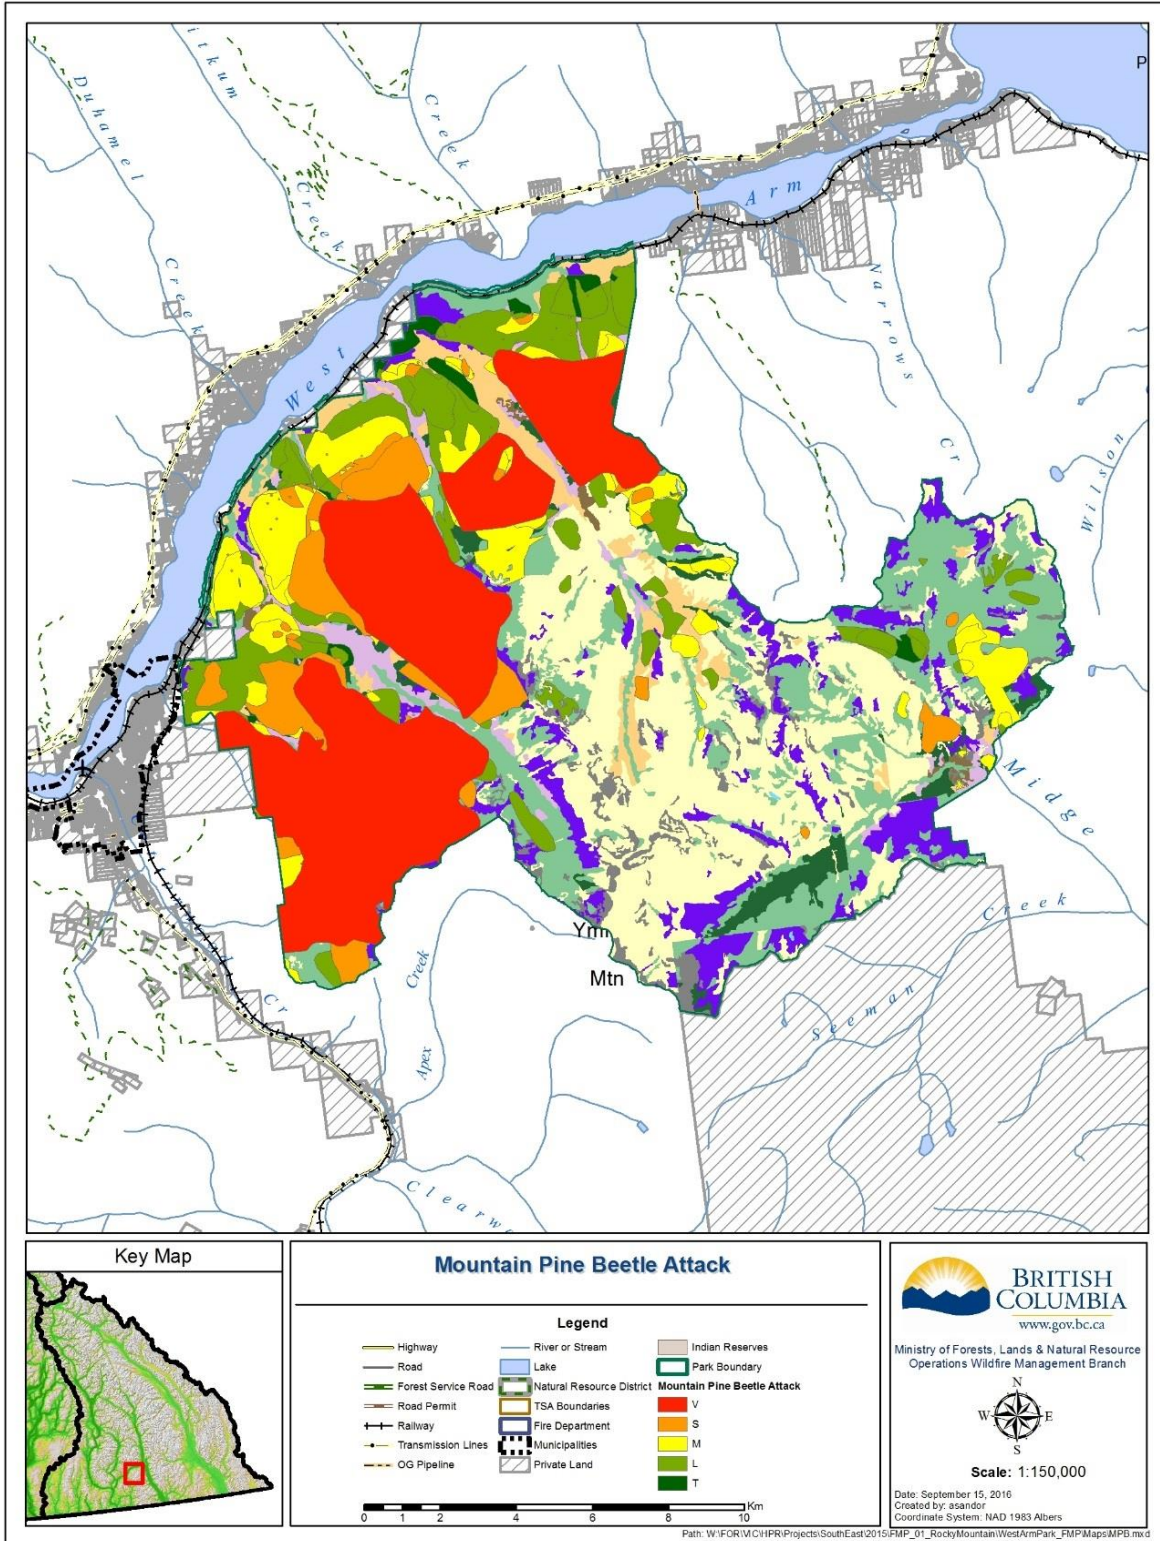 P
Duhamel
Creek
itkum
Creek
Creek
Arm
West
Narrows
Cr
Wilson
Midge
Creek
Seeman
Ym
Mtn
Creek
Apex
Cr
Clearw
Key Map
Mountain Pine Beetle Attack
Legend
Highway
Road
Forest Service Road
Road Permit
Railway
Transmission Lines
OG Pipeline
River or Stream
Lake
Natural Resource District
TSA Boundaries
Fire Department
Municipalities
Private Land
Indian Reserves
Park Boundary
Mountain Pine Beetle Attack
V
S
M
L
T
0 1 2 4 6 8 10 Km
BRITISH
COLUMBIA
www.gov.bc.ca
Ministry of Forests, Lands & Natural Resource
Operations Wildfire Management Branch
N
W E
S
Scale: 1:150,000
Date: September 15, 2016
Created by: asandor
Coordinate System: NAD 1983 Albers
Path: W:\FOR\VIC\HPR\Projects\SouthEast\2015\FMP_01_RockyMountain\WestArmPark_FMP\Maps\MPB.mxd